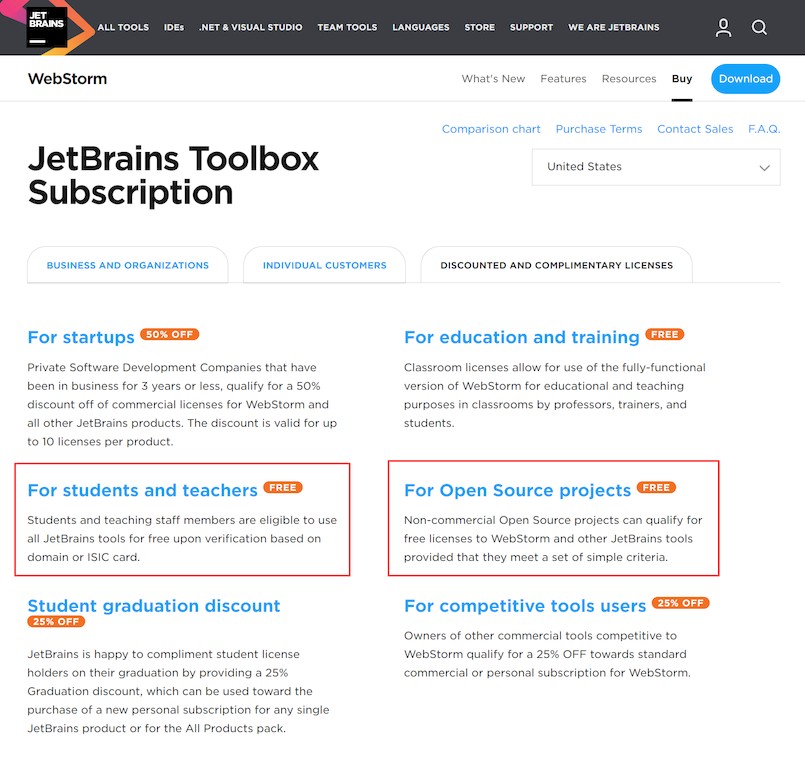 JET
BRAINS
ALL TOOLS IDEs .NET & VISUAL STUDIO TEAM TOOLS LANGUAGES STORE SUPPORT WE ARE JETBRAINS
WebStorm
What's New Features Resources Buy Download
Comparison chart Purchase Terms Contact Sales F.A.Q.
JetBrains Toolbox
Subscription
United States
BUSINESS AND ORGANIZATIONS INDIVIDUAL CUSTOMERS DISCOUNTED AND COMPLIMENTARY LICENSES
For startups 50% OFF
Private Software Development Companies that have
been in business for 3 years or less, qualify for a 50%
discount off of commercial licenses for WebStorm and
all other JetBrains products. The discount is valid for up
to 10 licenses per product.
For education and training FREE
Classroom licenses allow for use of the fully-functional
version of WebStorm for educational and teaching
purposes in classrooms by professors, trainers, and
students.
For students and teachers FREE
Students and teaching staff members are eligible to use
all JetBrains tools for free upon verification based on
domain or ISIC card.
For Open Source projects FREE
Non-commercial Open Source projects can qualify for
free licenses to WebStorm and other JetBrains tools
provided that they meet a set of simple criteria.
Student graduation discount
25% OFF
JetBrains is happy to compliment student license
holders on their graduation by providing a 25%
Graduation discount, which can be used toward the
purchase of a new personal subscription for any single
JetBrains product or for the All Products pack.
For competitive tools users 25% OFF
Owners of other commercial tools competitive to
WebStorm qualify for a 25% OFF towards standard
commercial or personal subscription for WebStorm.